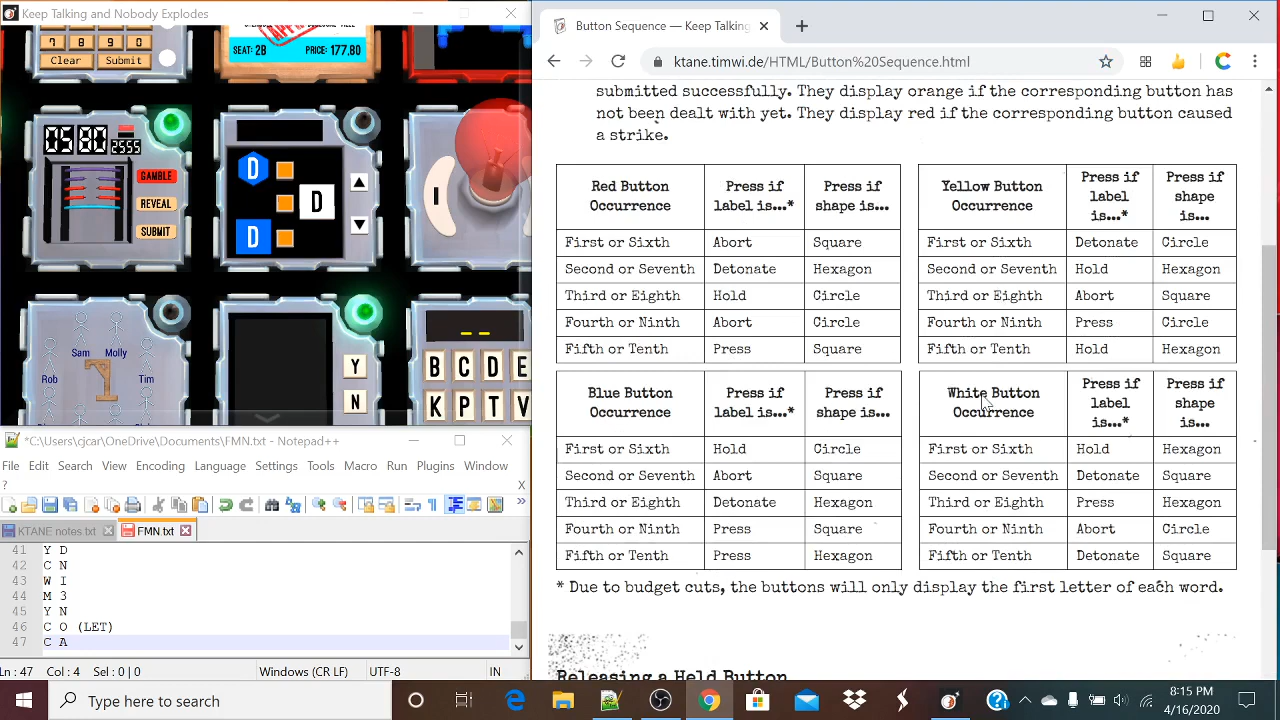 Keep Talking and Nobody Explodes
7 8 9 0
Clear Submit
SEAT: 2B PRICE: 177.80
2555
GAMBLE
REVEAL
SUBMIT
D
D
D
I
Sam Molly
Rob Tim
Y
N
_ _
B C D E
K P T V
*C:\Users\cjcar\OneDrive\Documents\FMN.txt - Notepad++
File Edit Search View Encoding Language Settings Tools Macro Run Plugins Window
?
X
KTANE notes.txt FMN.txt
41 Y D
42 C N
43 W I
44 M 3
45 Y N
46 C O (LET)
47 C A
Ln : 47 Col : 4 Sel : 0 | 0 Windows (CR LF) UTF-8 IN
Button Sequence — Keep Talking
ktane.timwi.de/HTML/Button%20Sequence.html
submitted successfully. They display orange if the corresponding button has
not been dealt with yet. They display red if the corresponding button caused
a strike.
Red Button Occurrence Press if label is...* Press if shape is...
First or Sixth Abort Square
Second or Seventh Detonate Hexagon
Third or Eighth Hold Circle
Fourth or Ninth Abort Circle
Fifth or Tenth Press Square
Yellow Button Occurrence Press if label is...* Press if shape is...
First or Sixth Detonate Circle
Second or Seventh Hold Hexagon
Third or Eighth Abort Square
Fourth or Ninth Press Circle
Fifth or Tenth Hold Hexagon
Blue Button Occurrence Press if label is...* Press if shape is...
First or Sixth Hold Circle
Second or Seventh Abort Square
Third or Eighth Detonate Hexagon
Fourth or Ninth Press Square
Fifth or Tenth Press Hexagon
White Button Occurrence Press if label is...* Press if shape is...
First or Sixth Hold Hexagon
Second or Seventh Detonate Square
Third or Eighth Press Hexagon
Fourth or Ninth Abort Circle
Fifth or Tenth Detonate Square
* Due to budget cuts, the buttons will only display the first letter of each word.
Releasing a Held Button
Type here to search
8:15 PM
4/16/2020